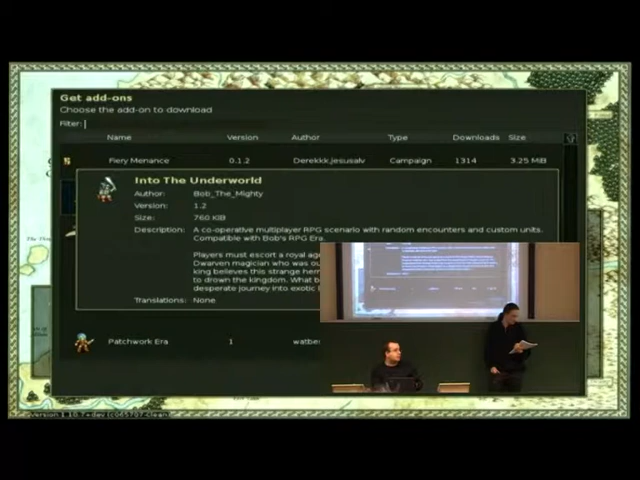 Get add-ons
Choose the add-on to download
Filter:
Name Version Author Type Downloads Size
Fiery Menance 0.1.2 Derekkk,jesusalv Campaign 1314 3.25 MiB
Into The Underworld
Author: Bob_The_Mighty
Version: 1.2
Size: 760 KiB
Description: A co-operative multiplayer RPG scenario with random encounters and custom units.
Compatible with Bob's RPG Era.
Players must escort a royal
Dwarven magician who was
king believes this strange
to drown the kingdom. What
desperate journey into exotic
Translations: None
Patchwork Era 1